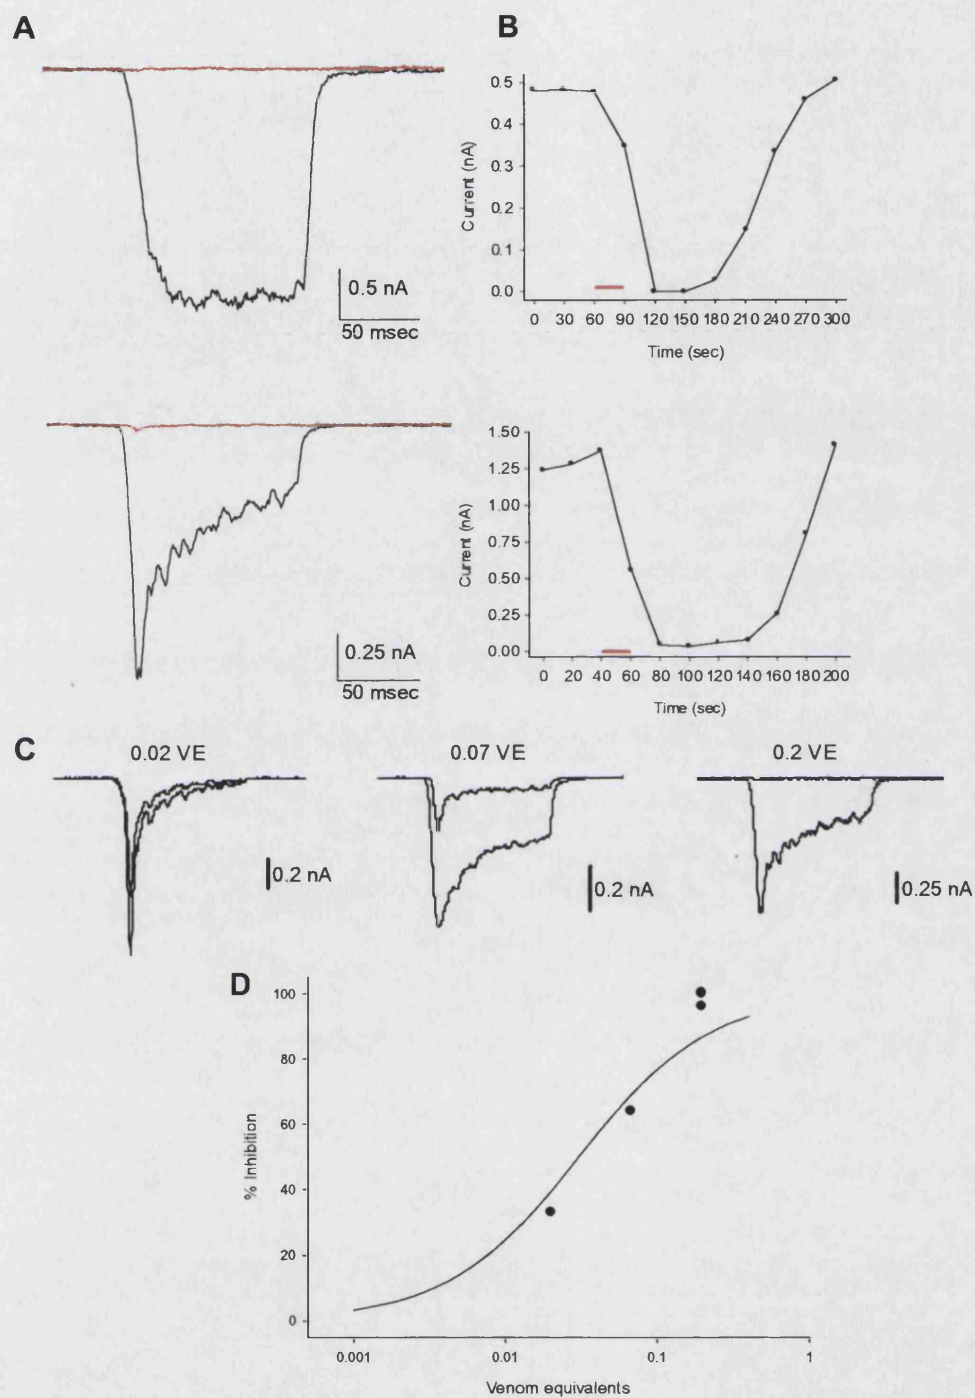 A
B
0.5 nA
50 msec
0.5
0.4
0.3
0.2
0.1
0.0
Current (nA)
0 30 60 90 120 150 180 210 240 270 300
Time (sec)
0.25 nA
50 msec
1.50
1.25
1.00
0.75
0.50
0.25
0.00
Current (nA)
0 20 40 60 80 100 120 140 160 180 200
Time (sec)
C
0.02 VE
0.07 VE
0.2 VE
0.2 nA
0.2 nA
0.25 nA
D
100
80
60
40
20
0
% Inhibition
0.001 0.01 0.1 1
Venom equivalents